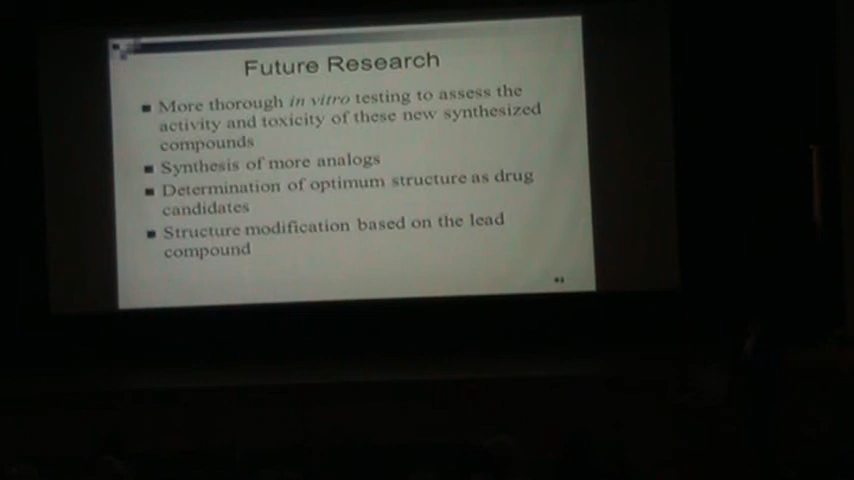 Future Research
More thorough in vitro testing to assess the
activity and toxicity of these new synthesized
compounds
Synthesis of more analogs
Determination of optimum structure as drug
candidates
Structure modification based on the lead
compound